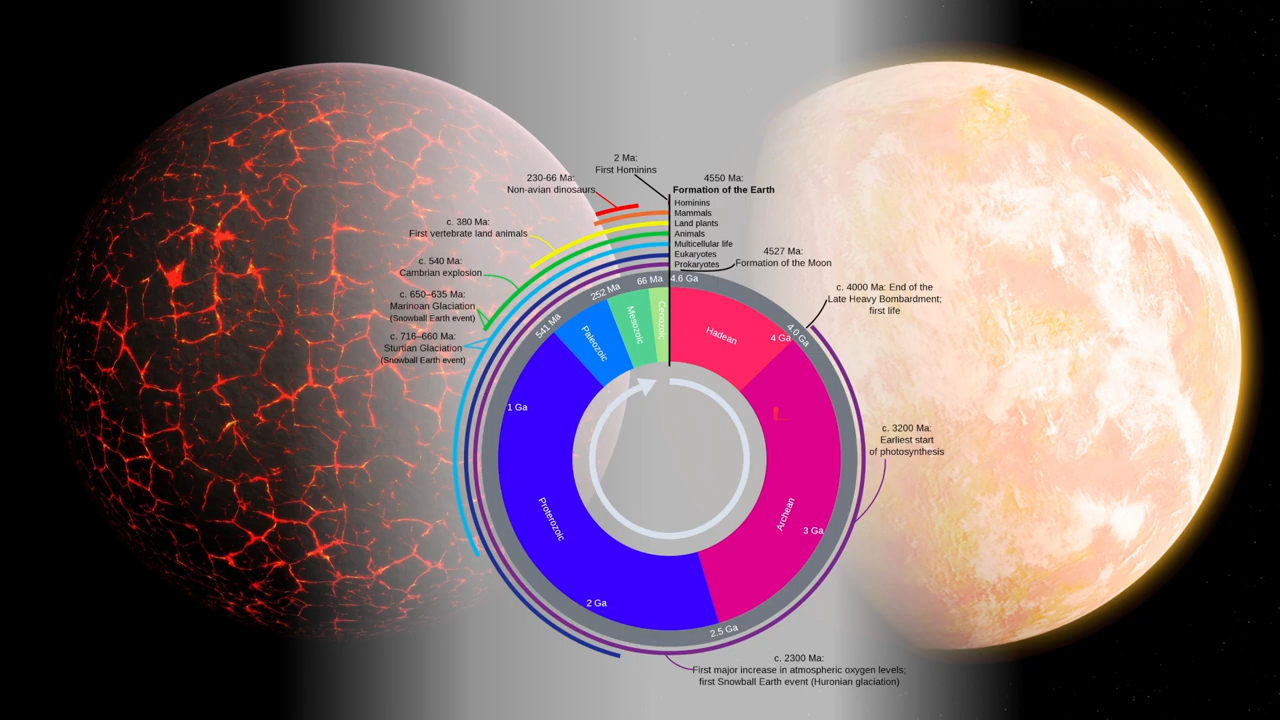 2 Ma:
First Hominins
230-66 Ma:
Non-avian dinosaurs
c. 380 Ma:
First vertebrate land animals
c. 540 Ma:
Cambrian explosion
c. 650–635 Ma:
Marinoan Glaciation
(Snowball Earth event)
c. 716–660 Ma:
Sturtian Glaciation
(Snowball Earth event)
4550 Ma:
Formation of the Earth
Hominins
Mammals
Land plants
Animals
Multicellular life
Eukaryotes
Prokaryotes
4527 Ma:
Formation of the Moon
c. 4000 Ma: End of the
Late Heavy Bombardment;
first life
c. 3200 Ma:
Earliest start
of photosynthesis
c. 2300 Ma:
First major increase in atmospheric oxygen levels;
first Snowball Earth event (Huronian glaciation)
4.6 Ga
4.0 Ga
2.5 Ga
541 Ma
252 Ma
66 Ma
Hadean
4 Ga
Archean
3 Ga
Proterozoic
2 Ga
1 Ga
Paleozoic
Mesozoic
Cenozoic